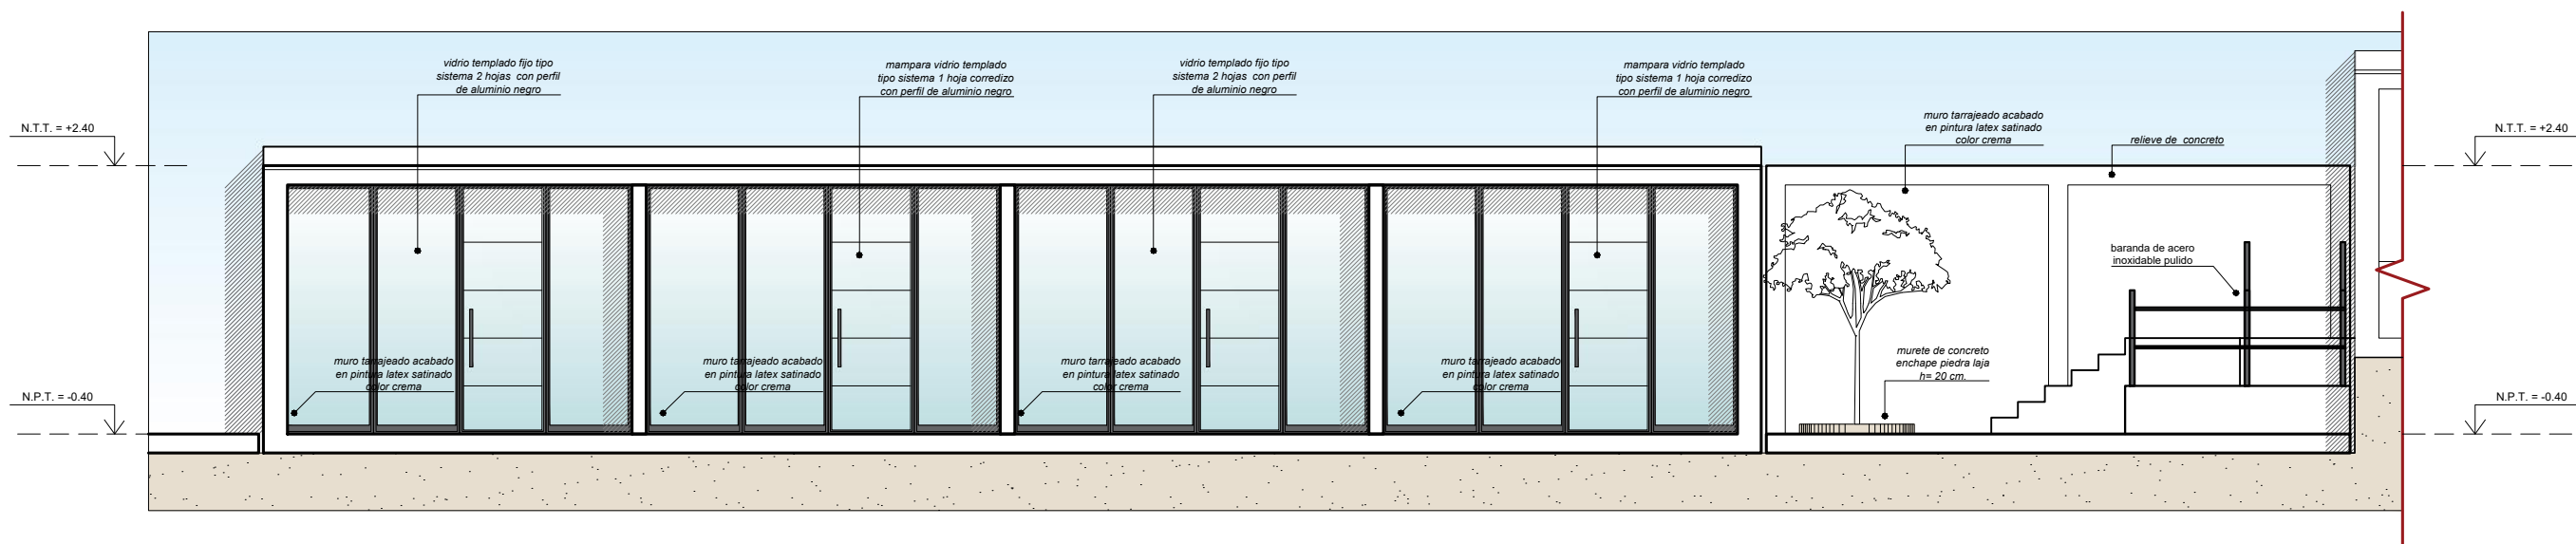 vidrio templado fijo tipo
sistema 2 hojas con perfil
de aluminio negro
mampara vidrio templado
tipo sistema 1 hoja corredizo
con perfil de aluminio negro
vidrio templado fijo tipo
sistema 2 hojas con perfil
de aluminio negro
mampara vidrio templado
tipo sistema 1 hoja corredizo
con perfil de aluminio negro
muro tarrajeado acabado
en pintura latex satinado
color crema
relieve de concreto
N.T.T. = +2.40
N.T.T. = +2.40
baranda de acero
inoxidable pulido
muro tarrajeado acabado
en pintura latex satinado
color crema
muro tarrajeado acabado
en pintura latex satinado
color crema
muro tarrajeado acabado
en pintura latex satinado
color crema
muro tarrajeado acabado
en pintura latex satinado
color crema
murete de concreto
enchape piedra laja
h= 20 cm.
N.P.T. = -0.40
N.P.T. = -0.40